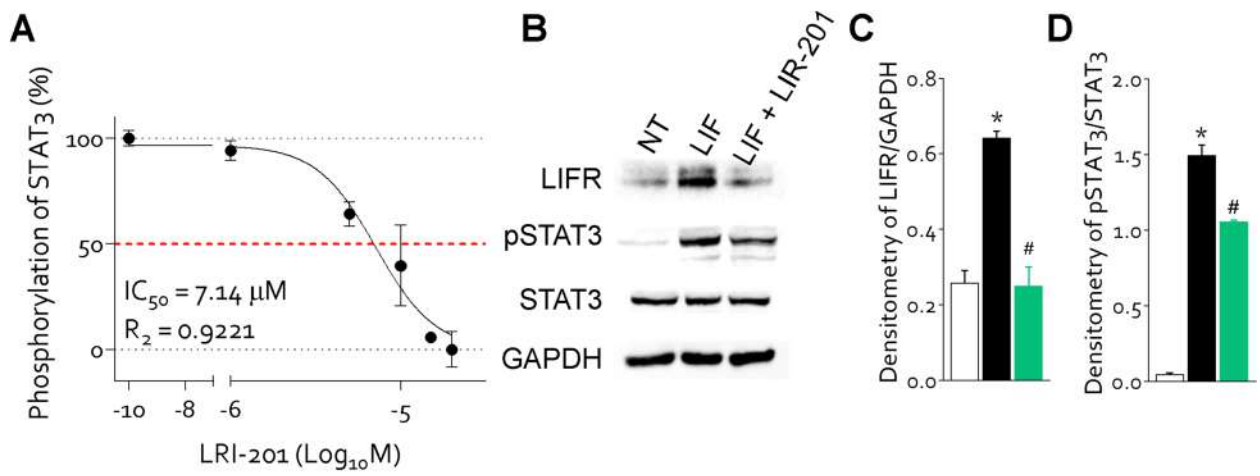 A
Phosphorylation of STAT3 (%)
100
50
0
IC50 = 7.14 µM
R2 = 0.9221
-10
-8
-6
-5
LRI-201 (Log10M)
B
NT
LIF
LIF + LIR-201
LIFR
pSTAT3
STAT3
GAPDH
C
Densitometry of LIFR/GAPDH
0.8
0.6
0.4
0.2
0.0
*
#
D
Densitometry of pSTAT3/STAT3
2.0
1.5
1.0
0.5
0.0
*
#